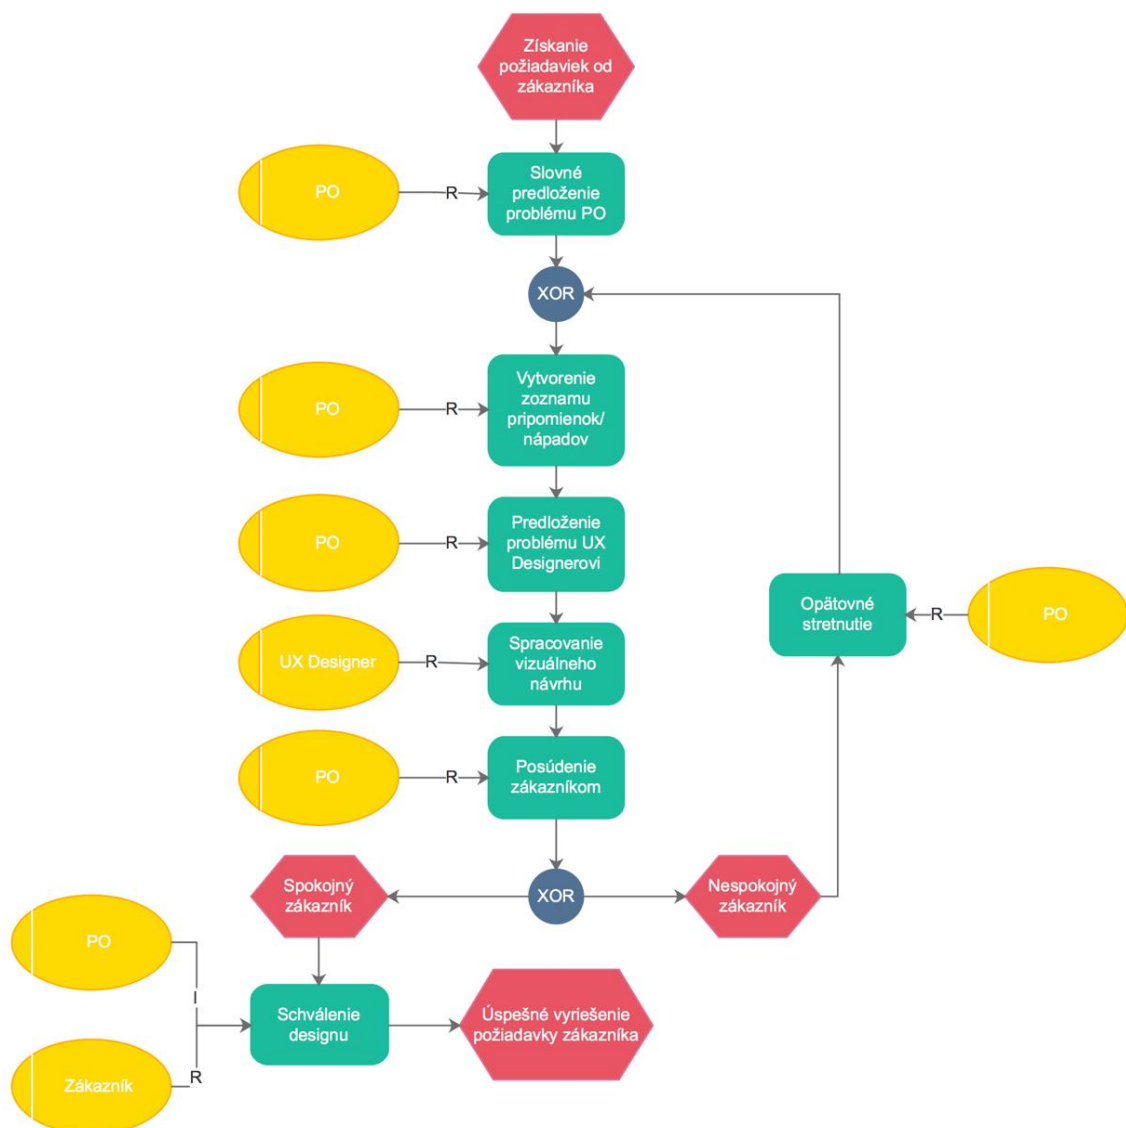 Získanie
požiadaviek od
zákazníka
PO
R
Slovné
predloženie
problému PO
XOR
PO
R
Vytvorenie
zoznamu
pripomienok/
nápadov
PO
R
Predloženie
problému UX
Designerovi
Opätovné
stretnutie
R
PO
UX Designer
R
Spracovanie
vizuálneho
návrhu
PO
R
Posúdenie
zákazníkom
Spokojný
zákazník
XOR
Nespokojný
zákazník
PO
I
Schválenie
designu
Úspešné vyriešenie
požiadavky zákazníka
Zákazník
R